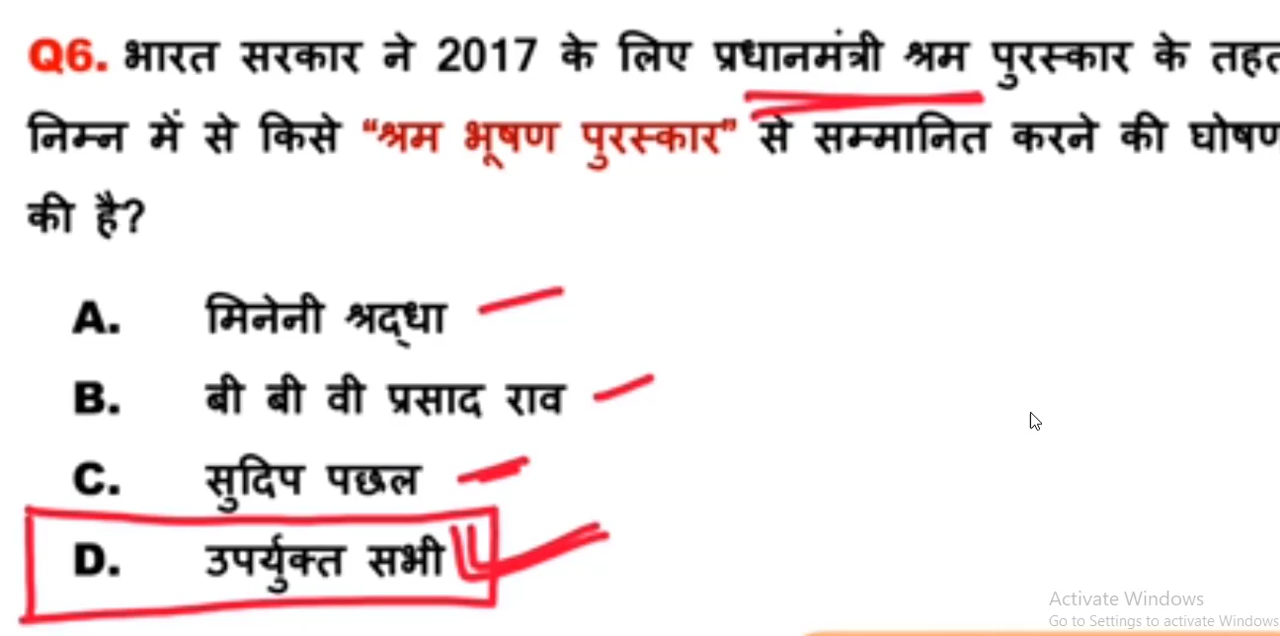 Q6. भारत सरकार ने 2017 के लिए प्रधानमंत्री श्रम पुरस्कार के तहत
निम्न में से किसे “श्रम भूषण पुरस्कार” से सम्मानित करने की घोषण
की है?
A. मिनेनी श्रद्धा
B. बी बी वी प्रसाद राव
C. सुदिप पछल
D. उपर्युक्त सभी
Activate Windows
Go to Settings to activate Windows